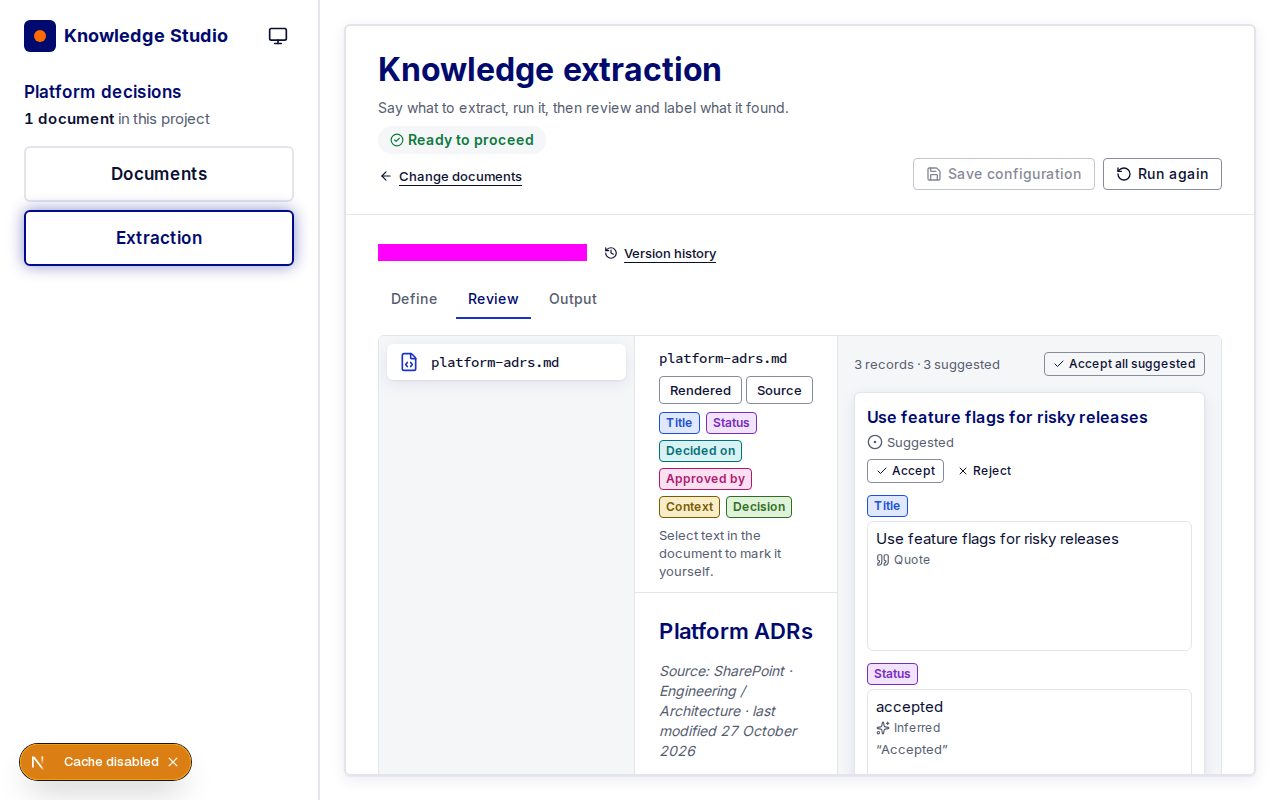 Knowledge Studio
Platform decisions
1 document in this project
Documents
Extraction
Cache disabled
Knowledge extraction
Say what to extract, run it, then review and label what it found.
Ready to proceed
Change documents
Save configuration
Run again
Version history
Define
Review
Output
platform-adrs.md
platform-adrs.md
Rendered
Source
Title
Status
Decided on
Approved by
Context
Decision
Select text in the
document to mark it
yourself.
Platform ADRs
Source: SharePoint ·
Engineering /
Architecture · last
modified 27 October
2026
3 records · 3 suggested
Accept all suggested
Use feature flags for risky releases
Suggested
Accept
Reject
Title
Use feature flags for risky releases
Quote
Status
accepted
Inferred
“Accepted”